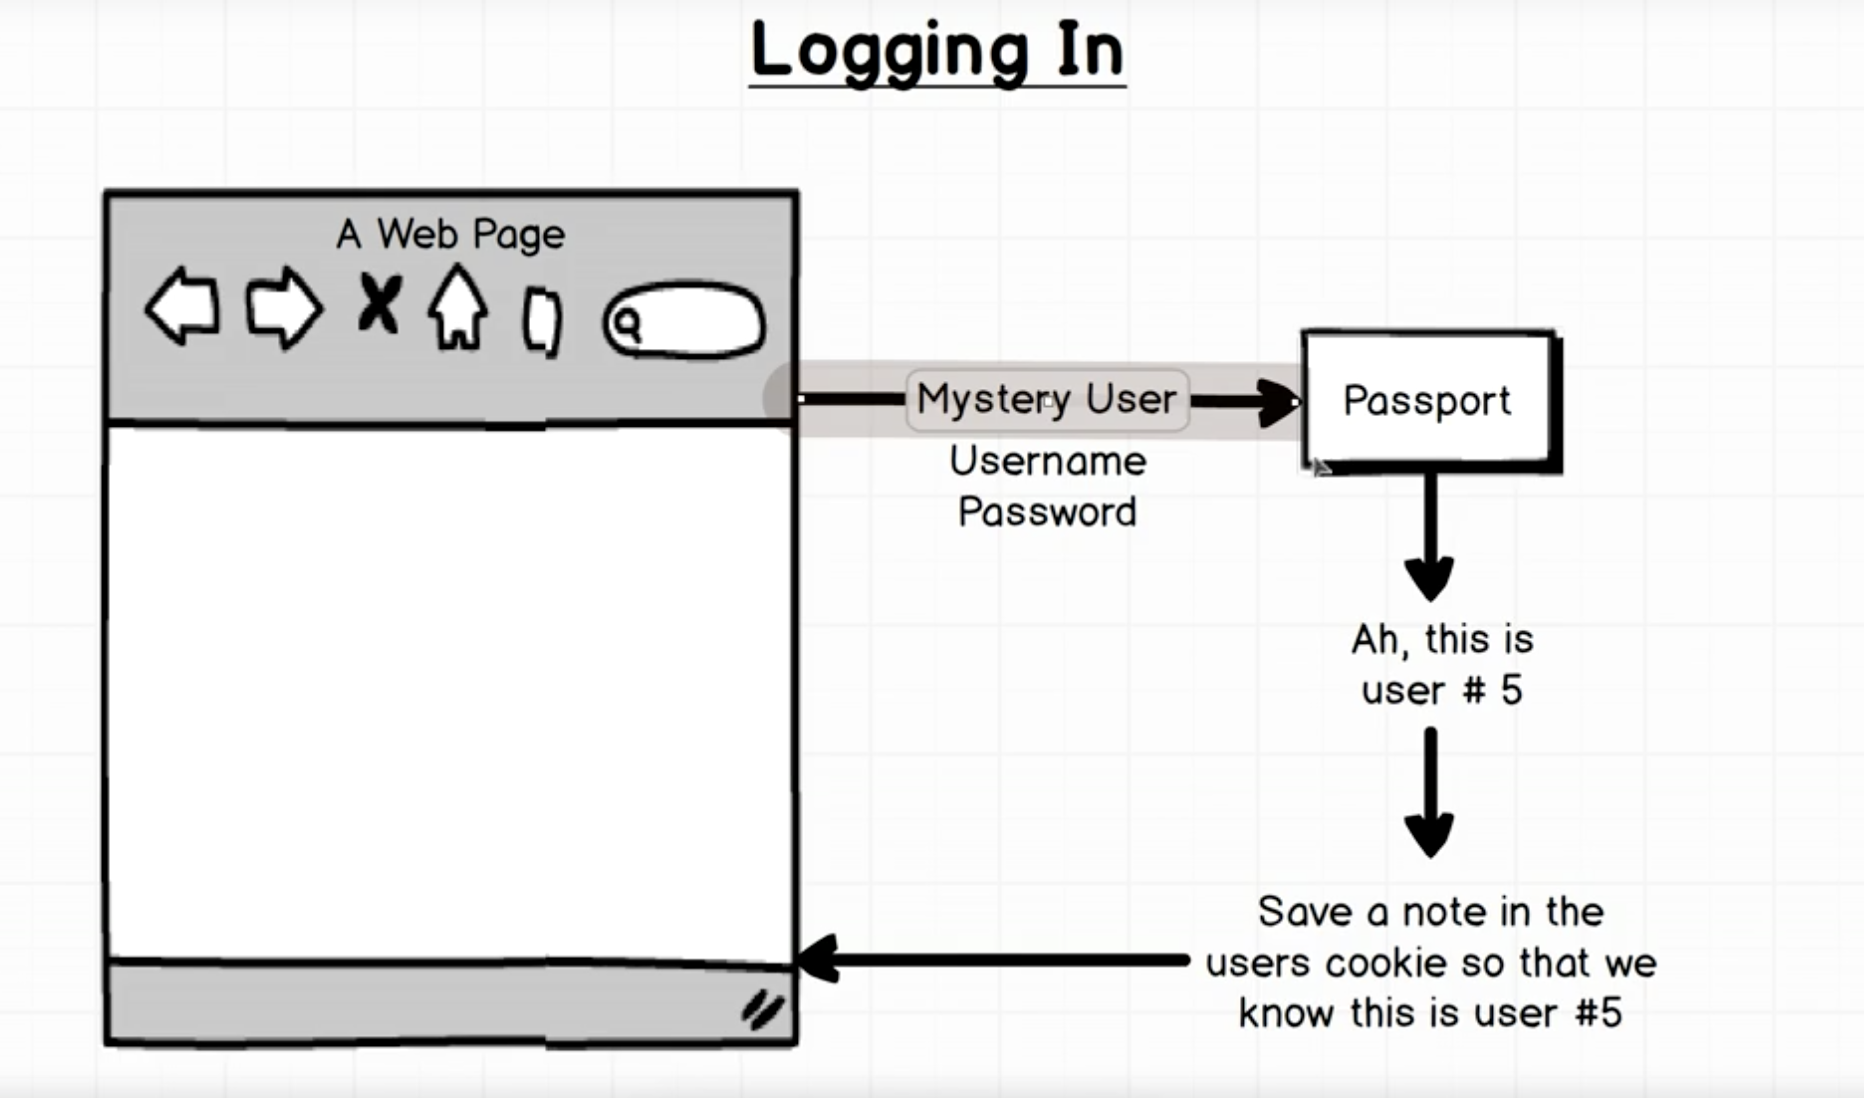 Logging In
A Web Page
Mystery User
Username
Password
Passport
Ah, this is
user # 5
Save a note in the
users cookie so that we
know this is user #5